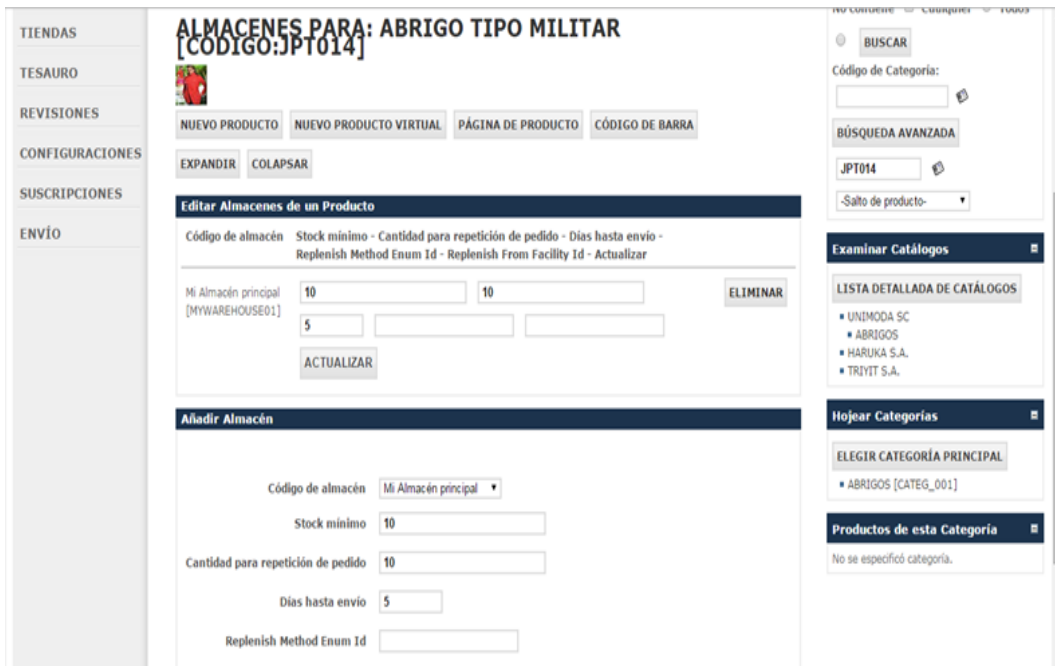 TIENDAS
TESAURO
REVISIONES
CONFIGURACIONES
SUSCRIPCIONES
ENVÍO
ALMACENES PARA: ABRIGO TIPO MILITAR
[CÓDIGO:JPT014]
NUEVO PRODUCTO NUEVO PRODUCTO VIRTUAL PÁGINA DE PRODUCTO CÓDIGO DE BARRA
EXPANDIR COLAPSAR
Editar Almacenes de un Producto
Código de almacén Stock mínimo - Cantidad para repetición de pedido - Días hasta envío -
Replenish Method Enum Id - Replenish From Facility Id - Actualizar
Mi Almacén principal 10 10 ELIMINAR
[MYWAREHOUSE01]
5
ACTUALIZAR
Añadir Almacén
Código de almacén Mi Almacén principal
Stock mínimo 10
Cantidad para repetición de pedido 10
Días hasta envío 5
Replenish Method Enum Id
No contiene Cualquier Todos
BUSCAR
Código de Categoría:
BÚSQUEDA AVANZADA
JPT014
-Salto de producto-
Examinar Catálogos
LISTA DETALLADA DE CATÁLOGOS
UNIMODA SC
ABRIGOS
HARUKA S.A.
TRIYIT S.A.
Hojear Categorías
ELEGIR CATEGORÍA PRINCIPAL
ABRIGOS [CATEG_001]
Productos de esta Categoría
No se especificó categoría.